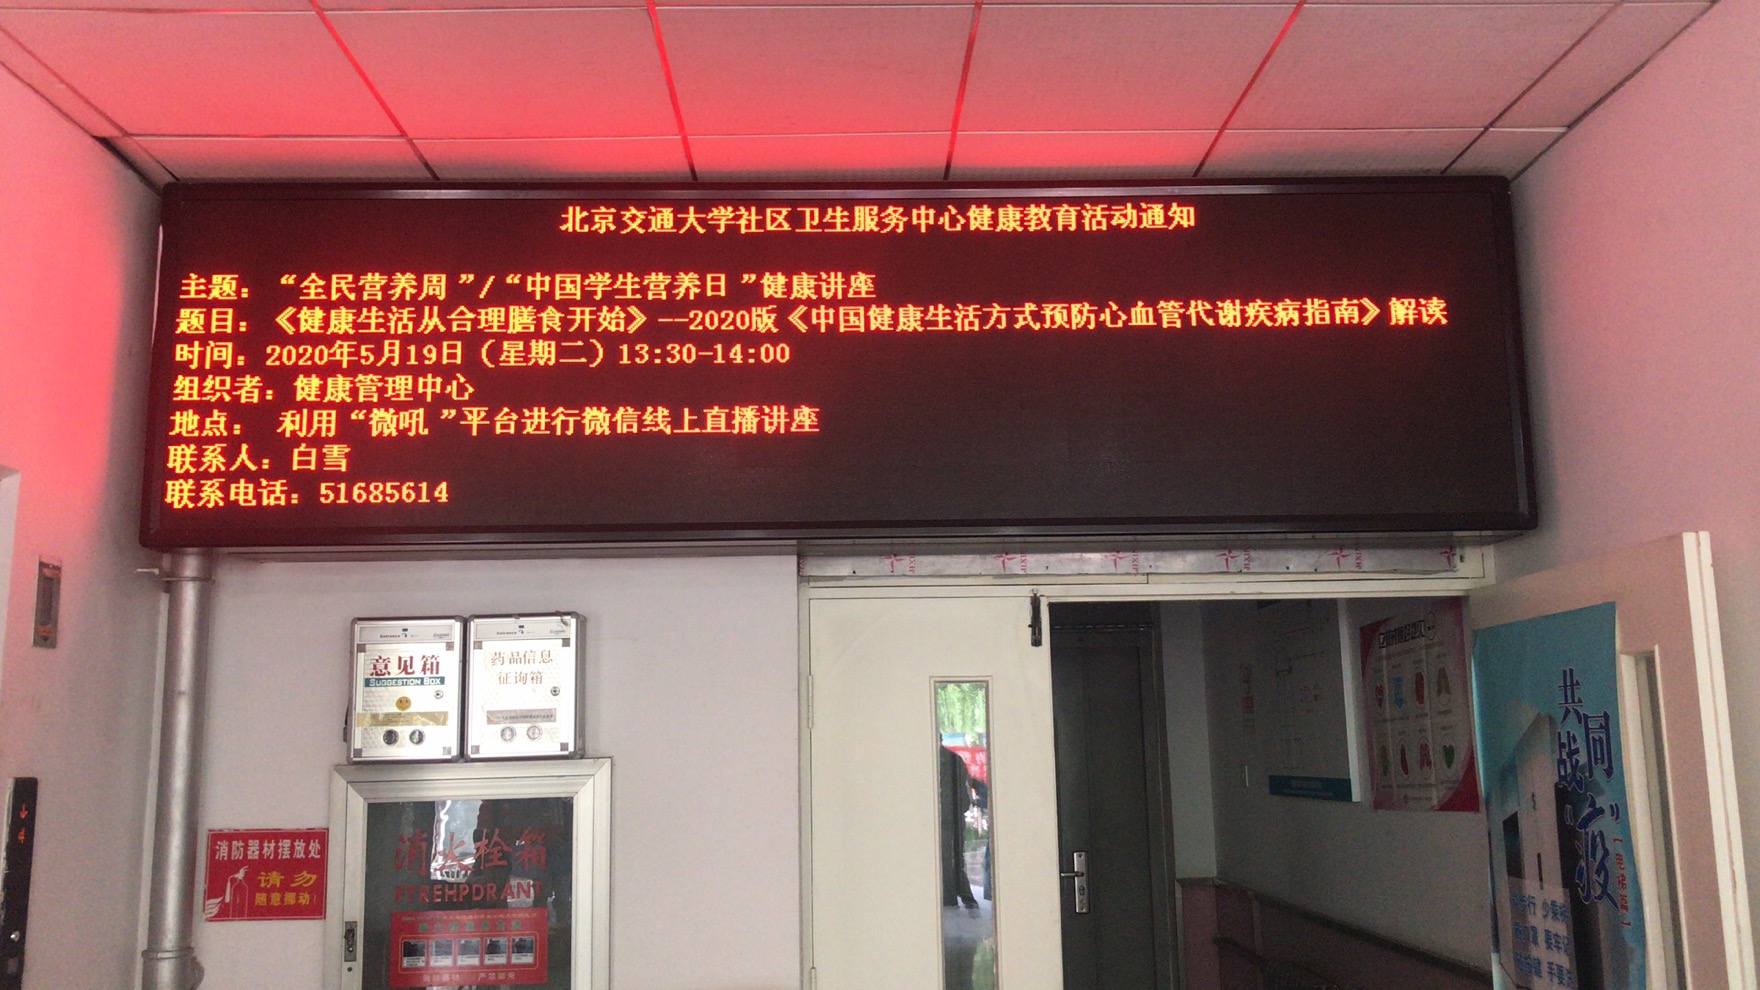 北京交通大学社区卫生服务中心健康教育活动通知
主题：“全民营养周”/“中国学生营养日”健康讲座
题目：《健康生活从合理膳食开始》--2020版《中国健康生活方式预防心血管代谢疾病指南》解读
时间：2020年5月19日（星期二）13:30-14:00
组织者：健康管理中心
地点： 利用“微吼”平台进行微信线上直播讲座
联系人：白雪
联系电话：51685614
意见箱
SUGGESTION BOX
药品信息
征询箱
消防器材摆放处
请勿
随意挪动!
消火栓箱
共同
战“疫”
4